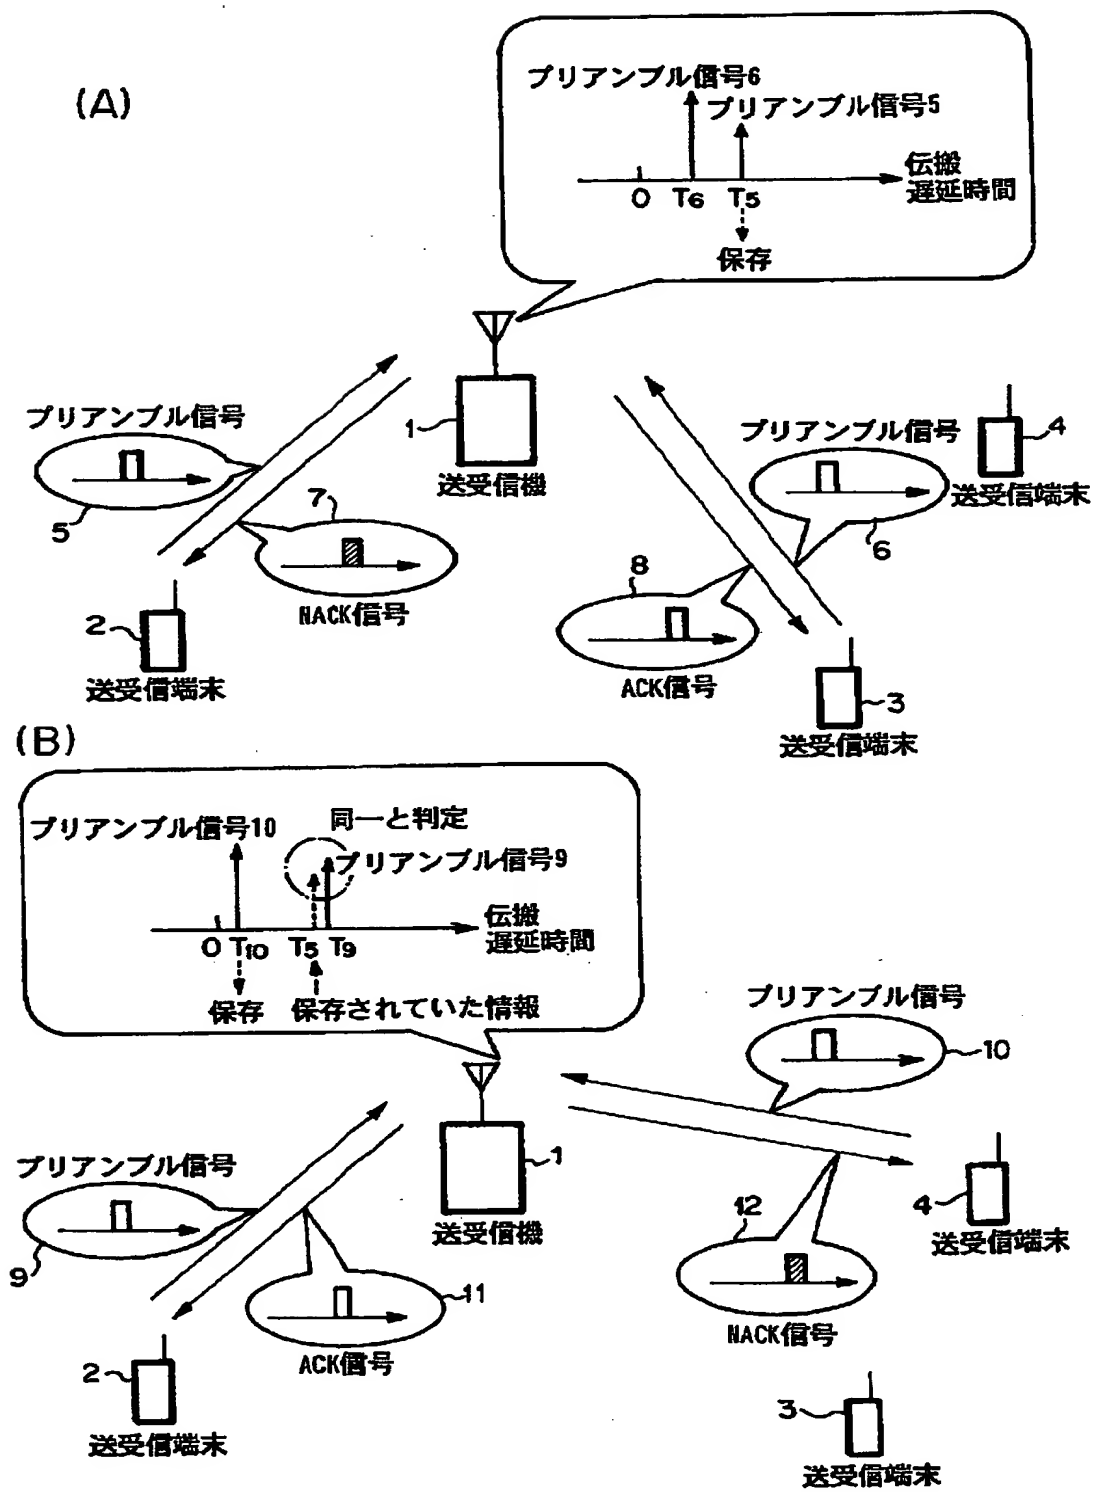 (A)
プリアンブル信号6
プリアンブル信号5
伝搬
遅延時間
0 T6 T5
保存
プリアンブル信号
5
7
NACK信号
1
送受信機
2
送受信端末
プリアンブル信号
6
4
送受信端末
8
ACK信号
3
送受信端末
(B)
同一と判定
プリアンブル信号10
プリアンブル信号9
伝搬
遅延時間
0 T10 T5 T9
保存 保存されていた情報
プリアンブル信号
10
1
送受信機
プリアンブル信号
9
11
ACK信号
2
送受信端末
4
送受信端末
12
NACK信号
3
送受信端末